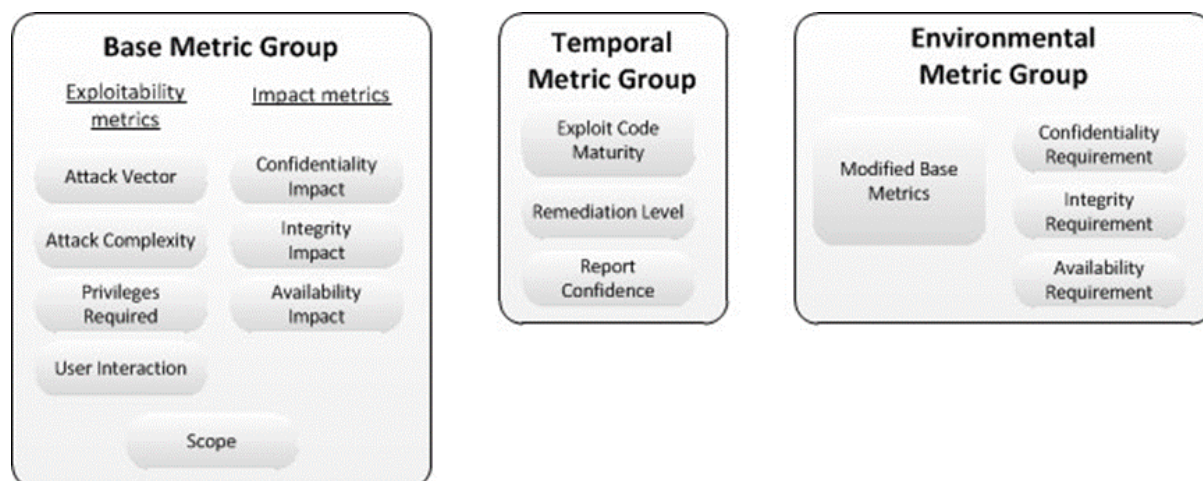 Base Metric Group
Exploitability
metrics
Impact metrics
Attack Vector
Attack Complexity
Privileges
Required
User Interaction
Confidentiality
Impact
Integrity
Impact
Availability
Impact
Scope
Temporal
Metric Group
Exploit Code
Maturity
Remediation Level
Report
Confidence
Environmental
Metric Group
Modified Base
Metrics
Confidentiality
Requirement
Integrity
Requirement
Availability
Requirement